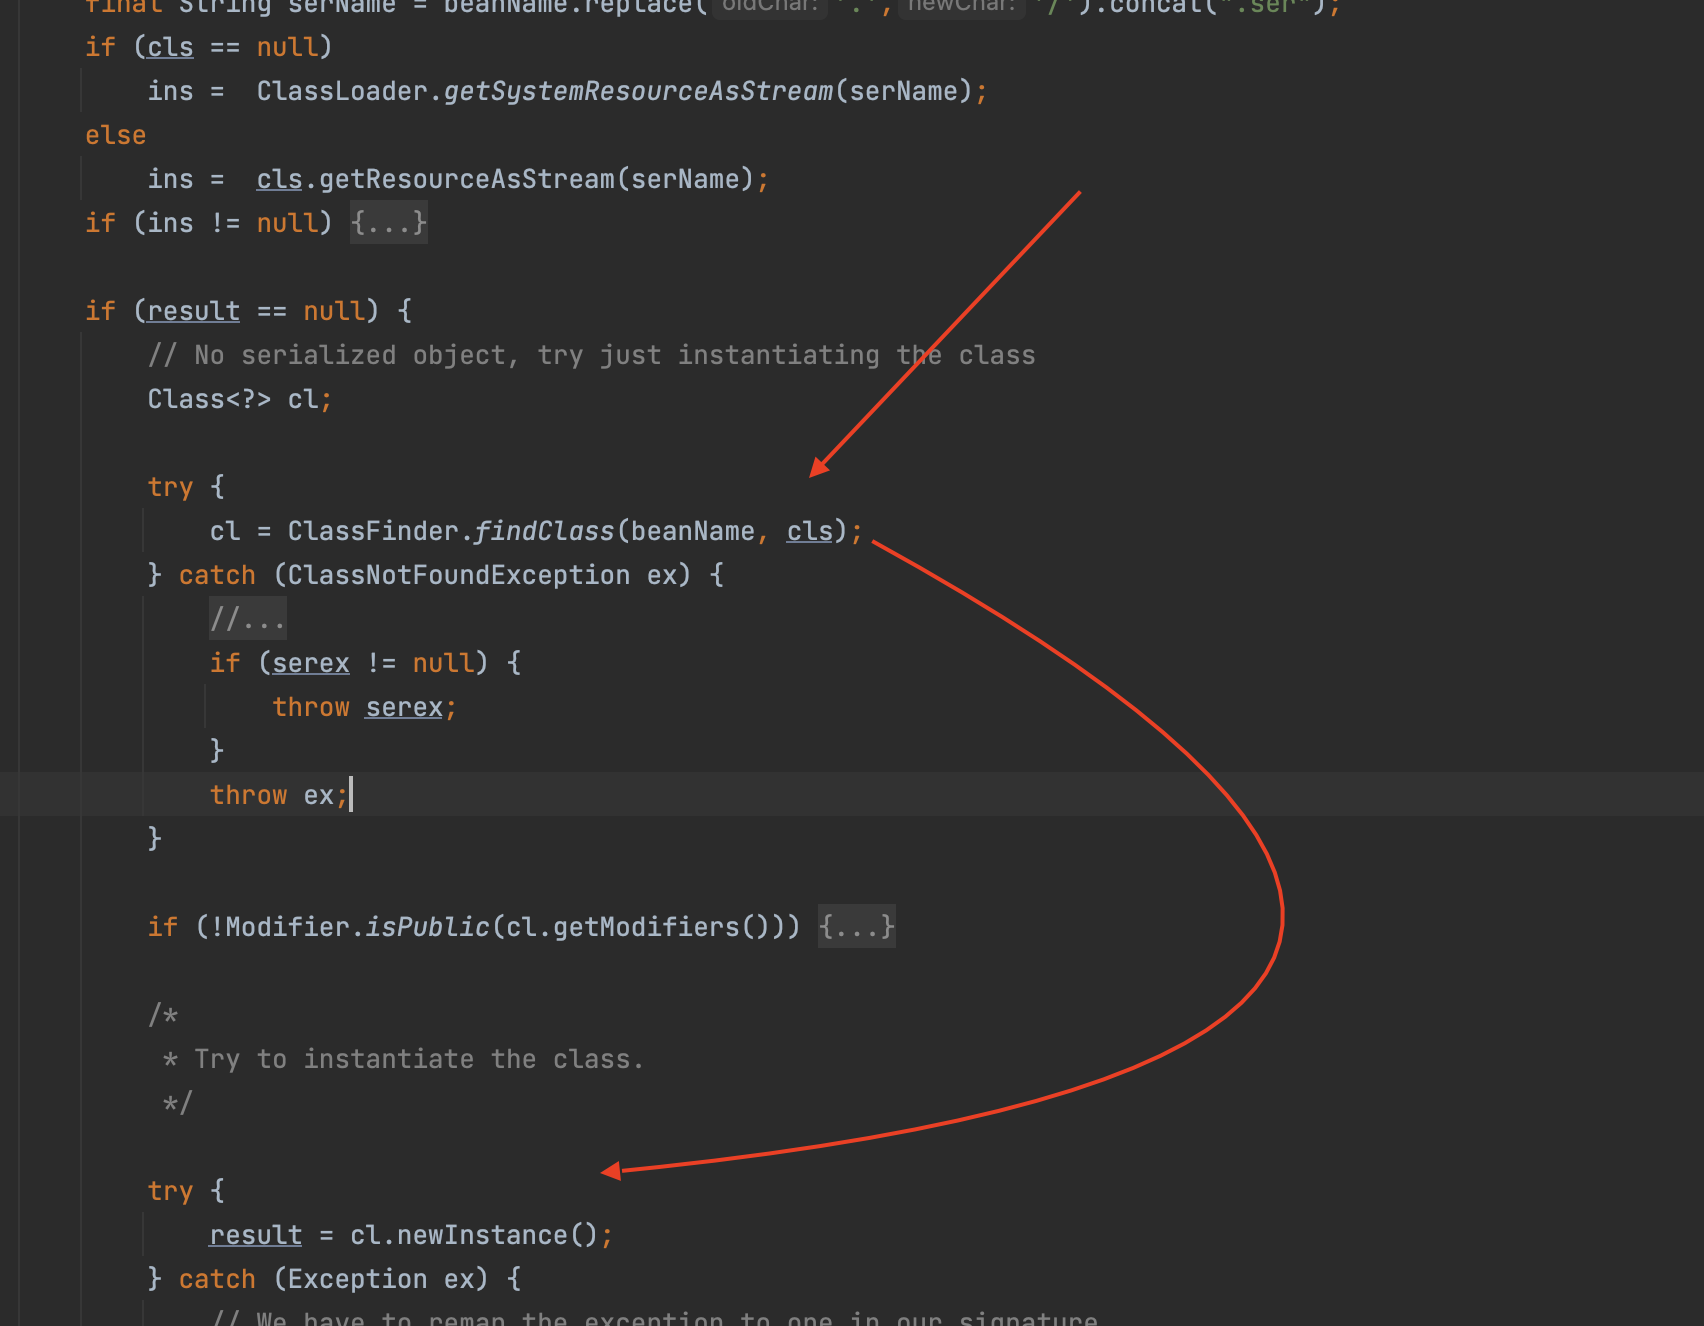 final String serName = beanName.replace( oldChar: '.', newChar: '/').concat(".ser");
if (cls == null)
ins =  ClassLoader.getSystemResourceAsStream(serName);
else
ins =  cls.getResourceAsStream(serName);
if (ins != null) {...}
if (result == null) {
// No serialized object, try just instantiating the class
Class<?> cl;
try {
cl = ClassFinder.findClass(beanName, cls);
} catch (ClassNotFoundException ex) {
//...
if (serex != null) {
throw serex;
}
throw ex;
}
if (!Modifier.isPublic(cl.getModifiers())) {...}
/*
* Try to instantiate the class.
*/
try {
result = cl.newInstance();
} catch (Exception ex) {
// We have to remap the exception to one in our signature